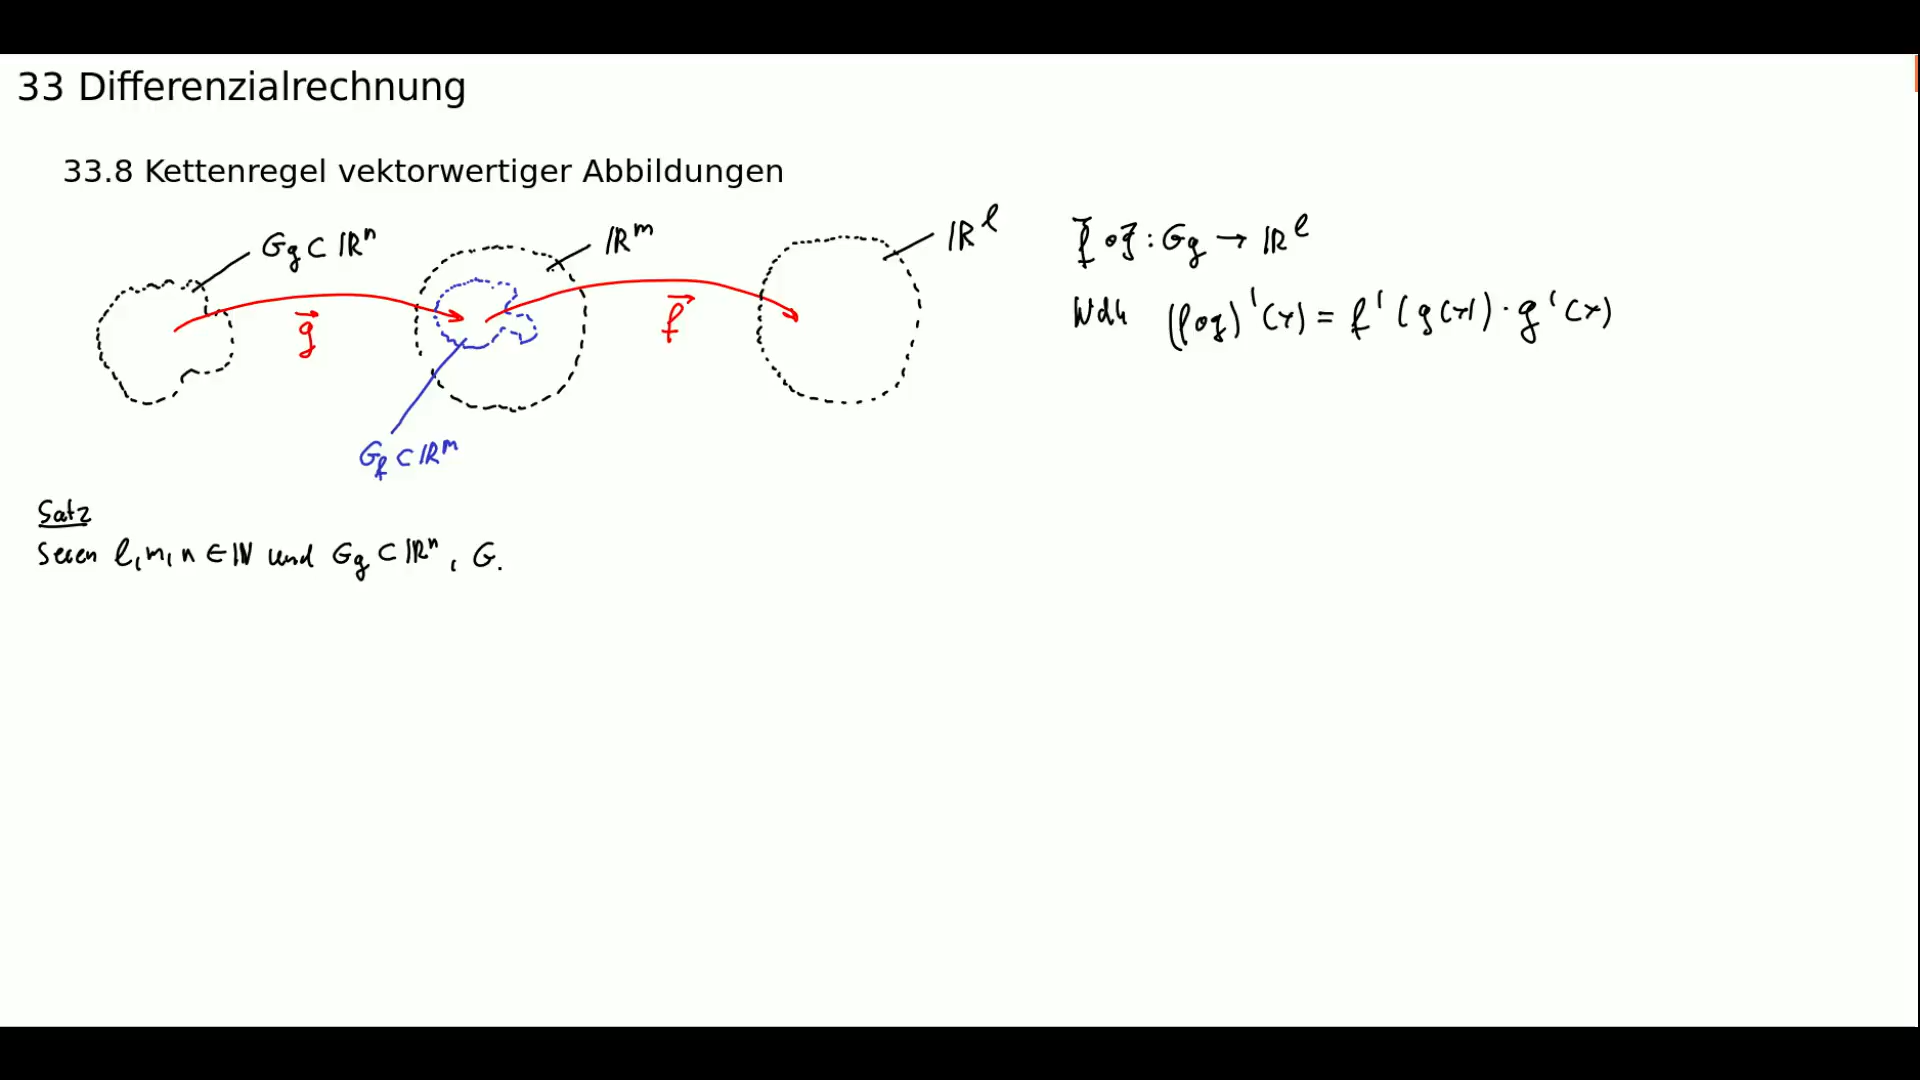 33 Differenzialrechnung
33.8 Kettenregel vektorwertiger Abbildungen
G_g ⊂ ℝ^n
ℝ^m
ℝ^l
f⃗ ∘ g⃗ : G_g → ℝ^l
g⃗
f⃗
Wdh (f∘g)'(x) = f'(g(x)) · g'(x)
G_f ⊂ ℝ^m
Satz
Seien l, m, n ∈ ℕ und G_g ⊂ ℝ^n, G